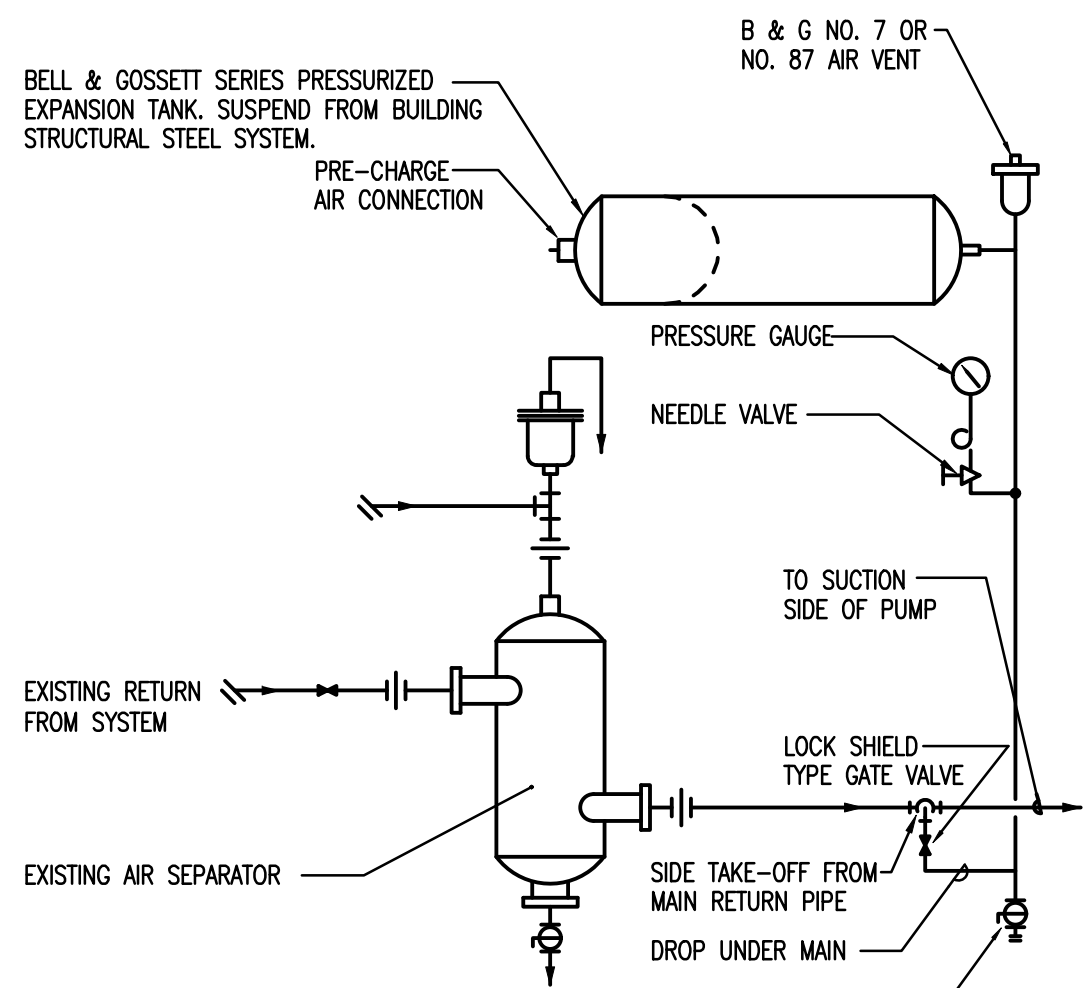 B & G NO. 7 OR
NO. 87 AIR VENT
BELL & GOSSETT SERIES PRESSURIZED
EXPANSION TANK. SUSPEND FROM BUILDING
STRUCTURAL STEEL SYSTEM.
PRE-CHARGE
AIR CONNECTION
PRESSURE GAUGE
NEEDLE VALVE
TO SUCTION
SIDE OF PUMP
EXISTING RETURN
FROM SYSTEM
LOCK SHIELD
TYPE GATE VALVE
EXISTING AIR SEPARATOR
SIDE TAKE-OFF FROM
MAIN RETURN PIPE
DROP UNDER MAIN